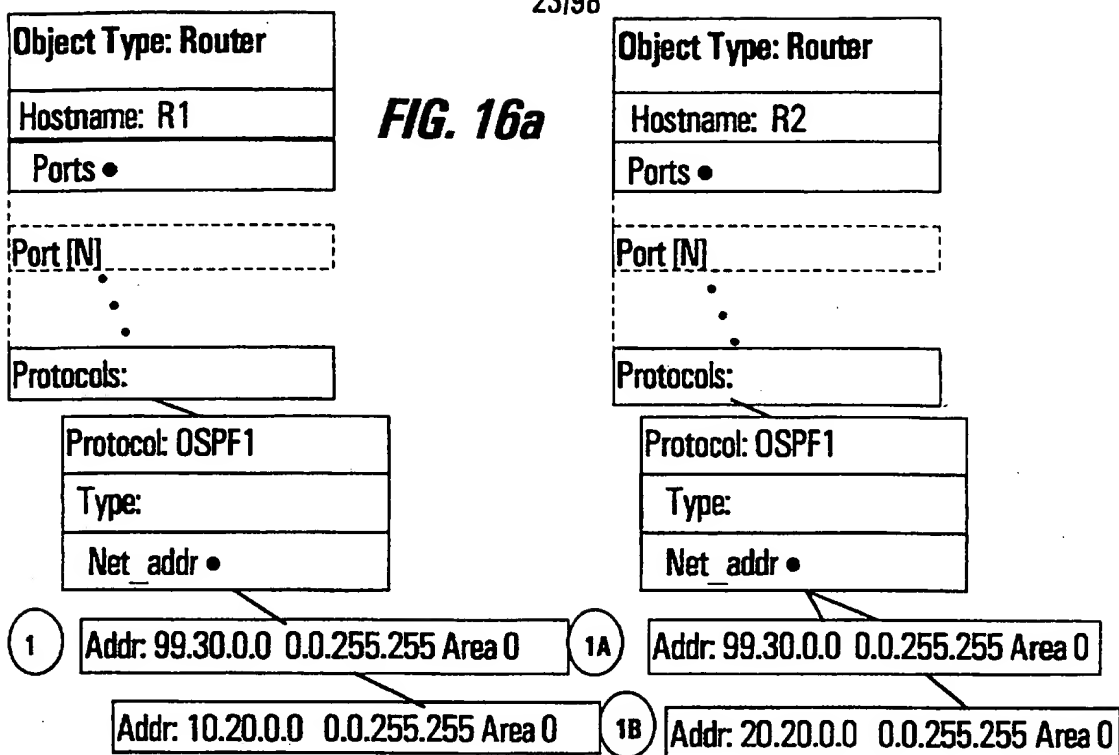 23/98
Object Type: Router
Hostname: R1
Ports
Port [N]
Protocols:
Protocol: OSPF1
Type:
Net_addr
1
Addr: 99.30.0.0 0.0.255.255 Area 0
Addr: 10.20.0.0 0.0.255.255 Area 0
FIG. 16a
Object Type: Router
Hostname: R2
Ports
Port [N]
Protocols:
Protocol: OSPF1
Type:
Net_addr
1A
Addr: 99.30.0.0 0.0.255.255 Area 0
1B
Addr: 20.20.0.0 0.0.255.255 Area 0